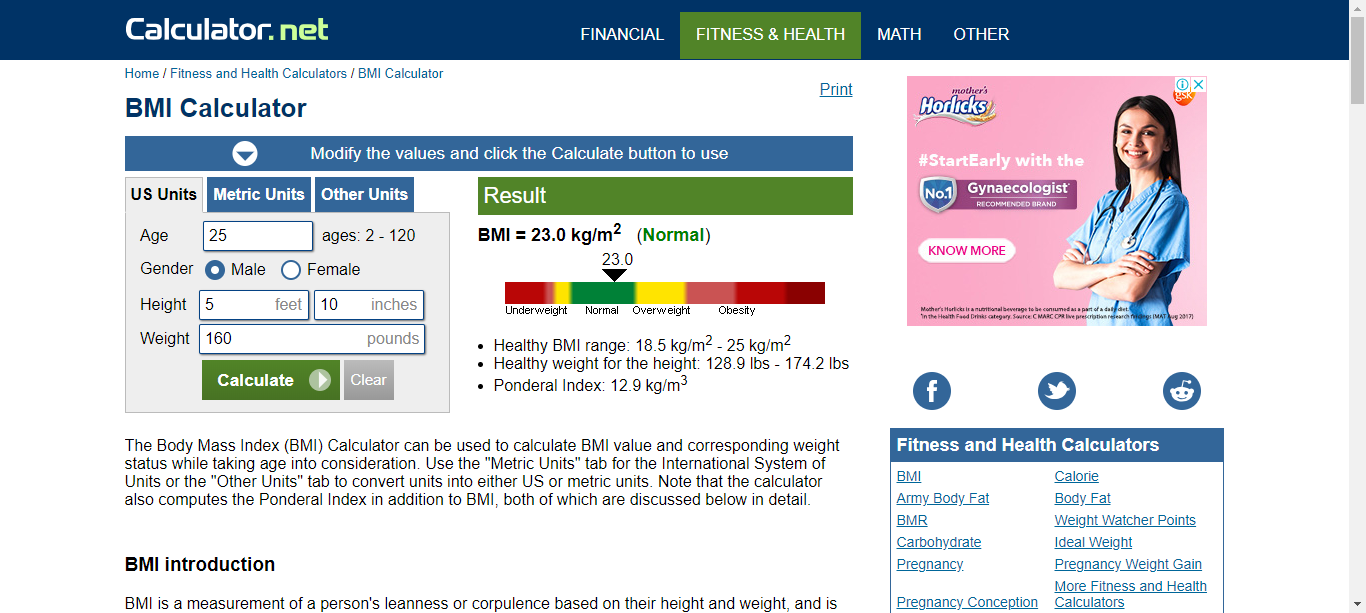 Calculator.net
FINANCIAL
FITNESS & HEALTH
MATH
OTHER
Home / Fitness and Health Calculators / BMI Calculator
Print
BMI Calculator
Modify the values and click the Calculate button to use
US Units
Metric Units
Other Units
Age
25
ages: 2 - 120
Gender
Male
Female
Height
5 feet
10 inches
Weight
160 pounds
Calculate
Clear
Result
BMI = 23.0 kg/m² (Normal)
23.0
Underweight
Normal
Overweight
Obesity
• Healthy BMI range: 18.5 kg/m² - 25 kg/m²
• Healthy weight for the height: 128.9 lbs - 174.2 lbs
• Ponderal Index: 12.9 kg/m³
The Body Mass Index (BMI) Calculator can be used to calculate BMI value and corresponding weight
status while taking age into consideration. Use the "Metric Units" tab for the International System of
Units or the "Other Units" tab to convert units into either US or metric units. Note that the calculator
also computes the Ponderal Index in addition to BMI, both of which are discussed below in detail.
BMI introduction
BMI is a measurement of a person's leanness or corpulence based on their height and weight, and is
mother's
Horlicks
gsk
#StartEarly with the
No.1
Gynaecologist*
RECOMMENDED BRAND
KNOW MORE
Mother's Horlicks is a nutritional beverage to be consumed as a part of a daily diet.
*In the Health Food Drinks category. Source: C MARC CPR live prescription research findings (MAT Aug 2017)
Fitness and Health Calculators
BMI
Calorie
Army Body Fat
Body Fat
BMR
Weight Watcher Points
Carbohydrate
Ideal Weight
Pregnancy
Pregnancy Weight Gain
Pregnancy Conception
More Fitness and Health
Calculators